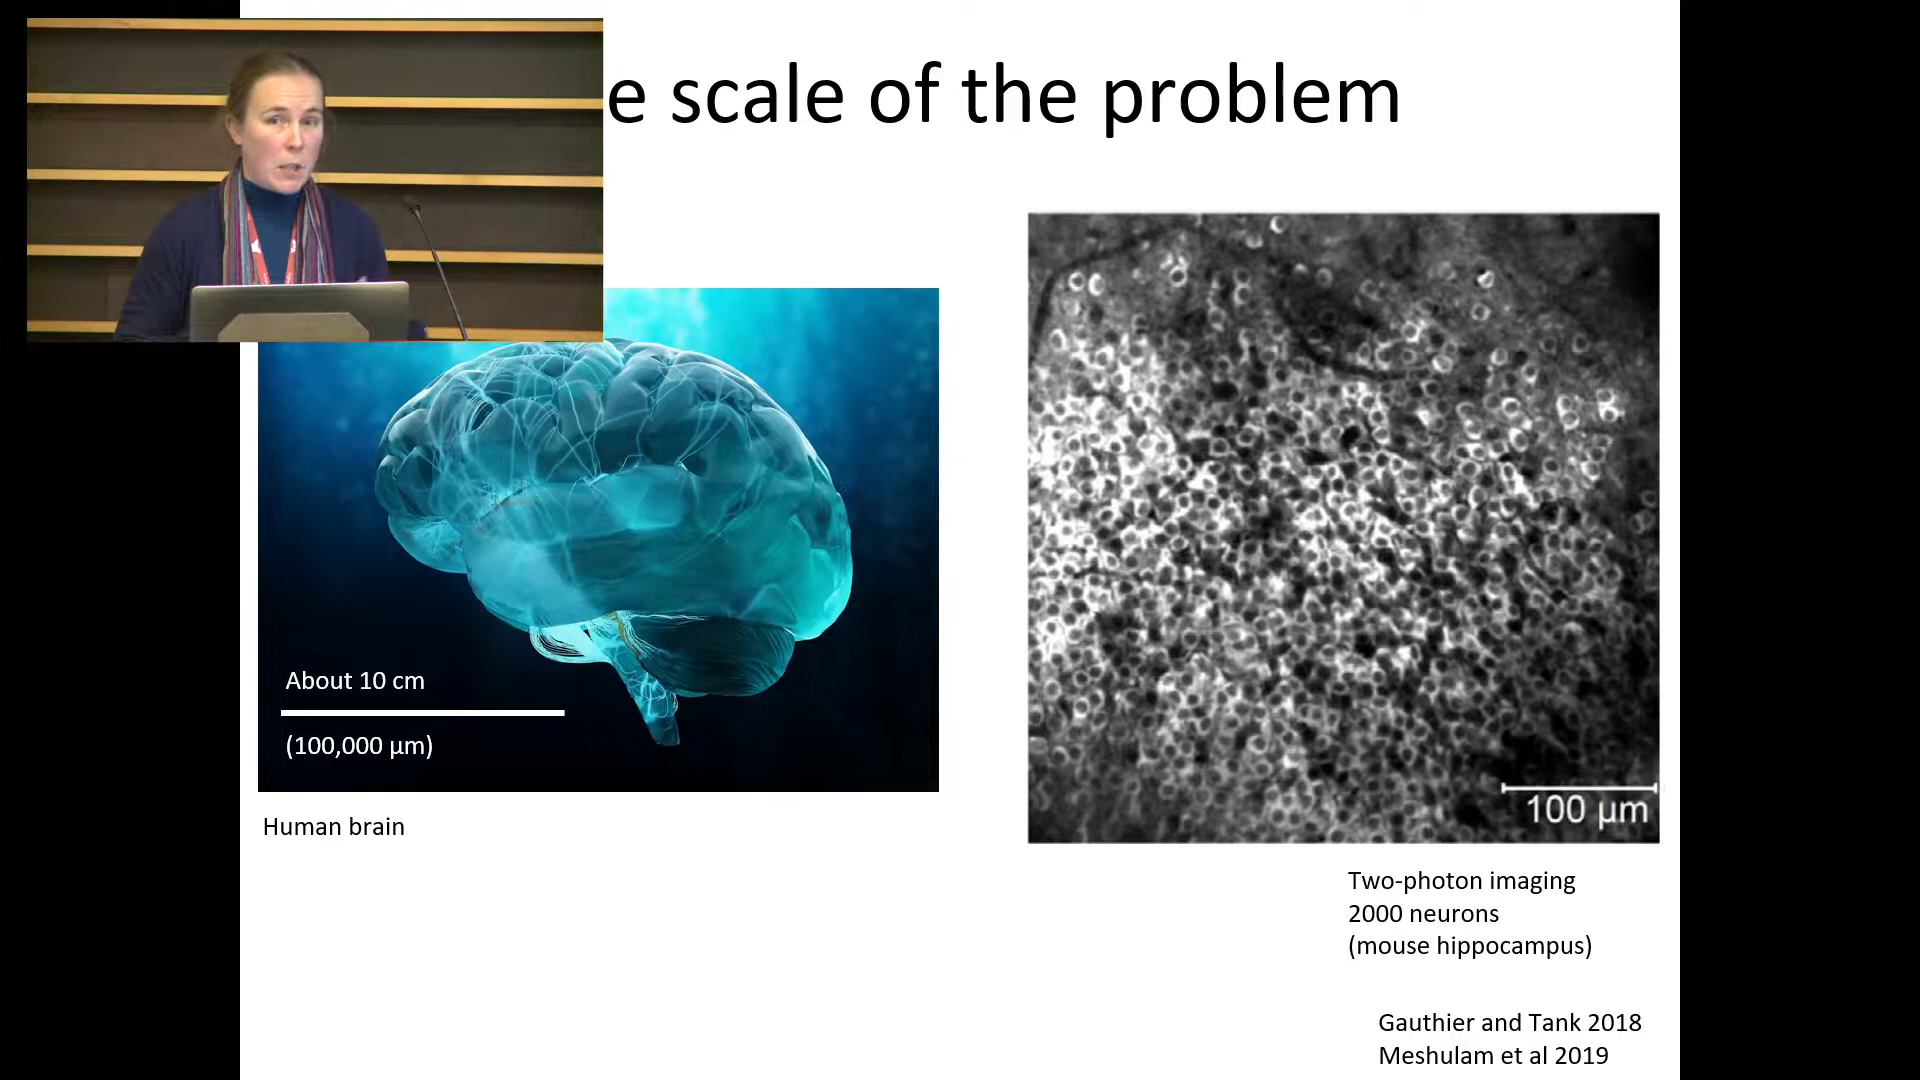 e scale of the problem
About 10 cm
(100,000 µm)
Human brain
100 µm
Two-photon imaging
2000 neurons
(mouse hippocampus)
Gauthier and Tank 2018
Meshulam et al 2019